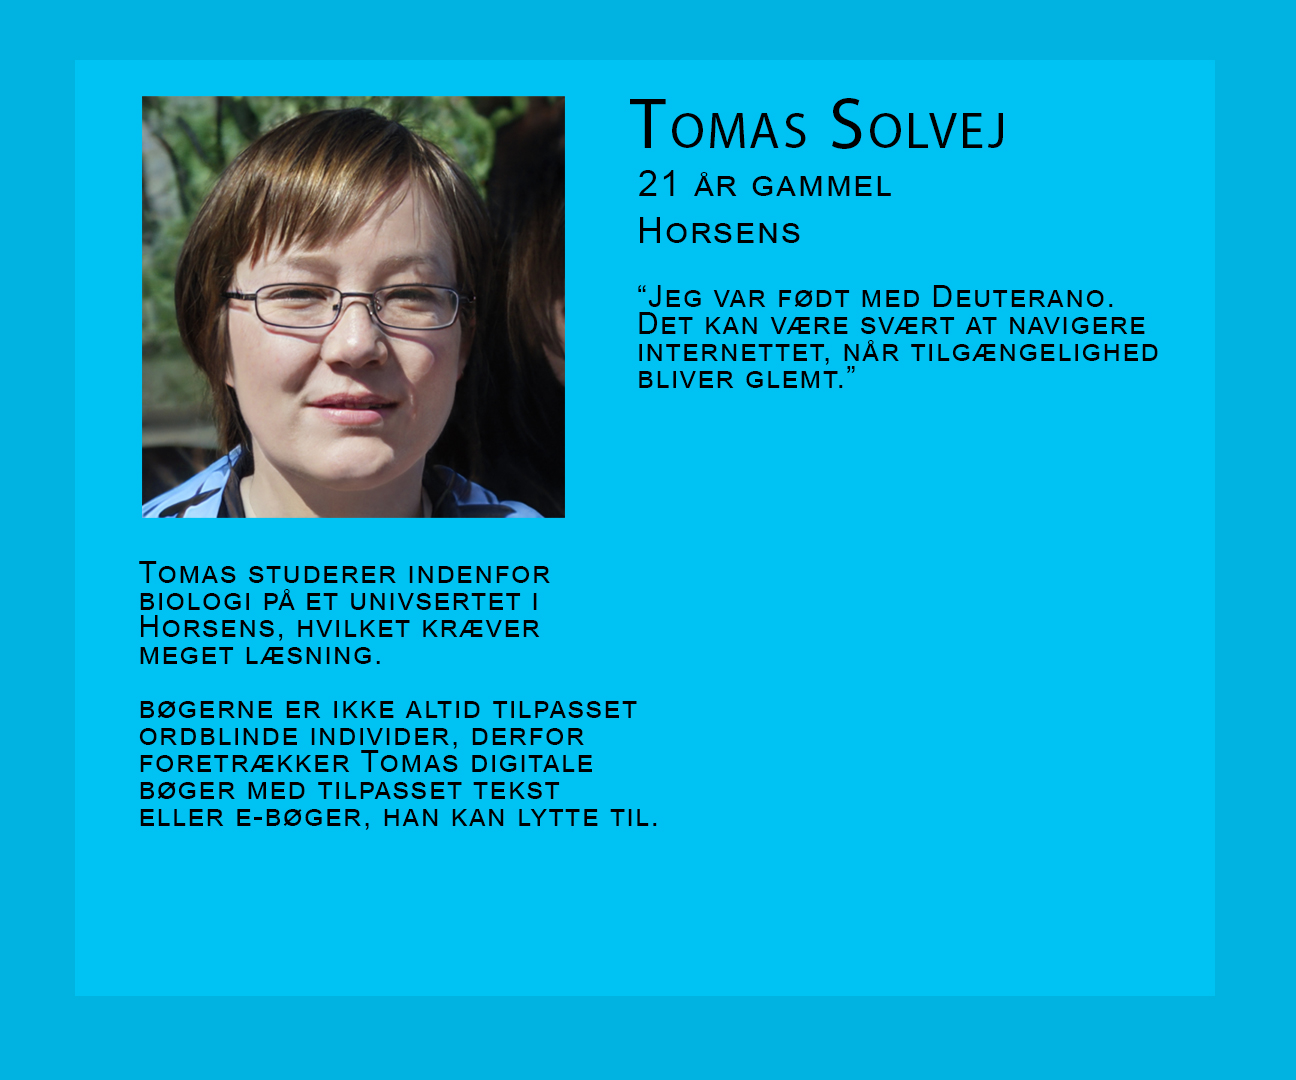 Tomas Solvej
21 år gammel
Horsens
“Jeg var født med Deuterano.
Det kan være svært at navigere
internettet, når tilgængelighed
bliver glemt.”
Tomas studerer indenfor
biologi på et univsertet i
Horsens, hvilket kræver
meget læsning.
bøgerne er ikke altid tilpasset
ordblinde individer, derfor
foretrækker Tomas digitale
bøger med tilpasset tekst
eller e-bøger, han kan lytte til.